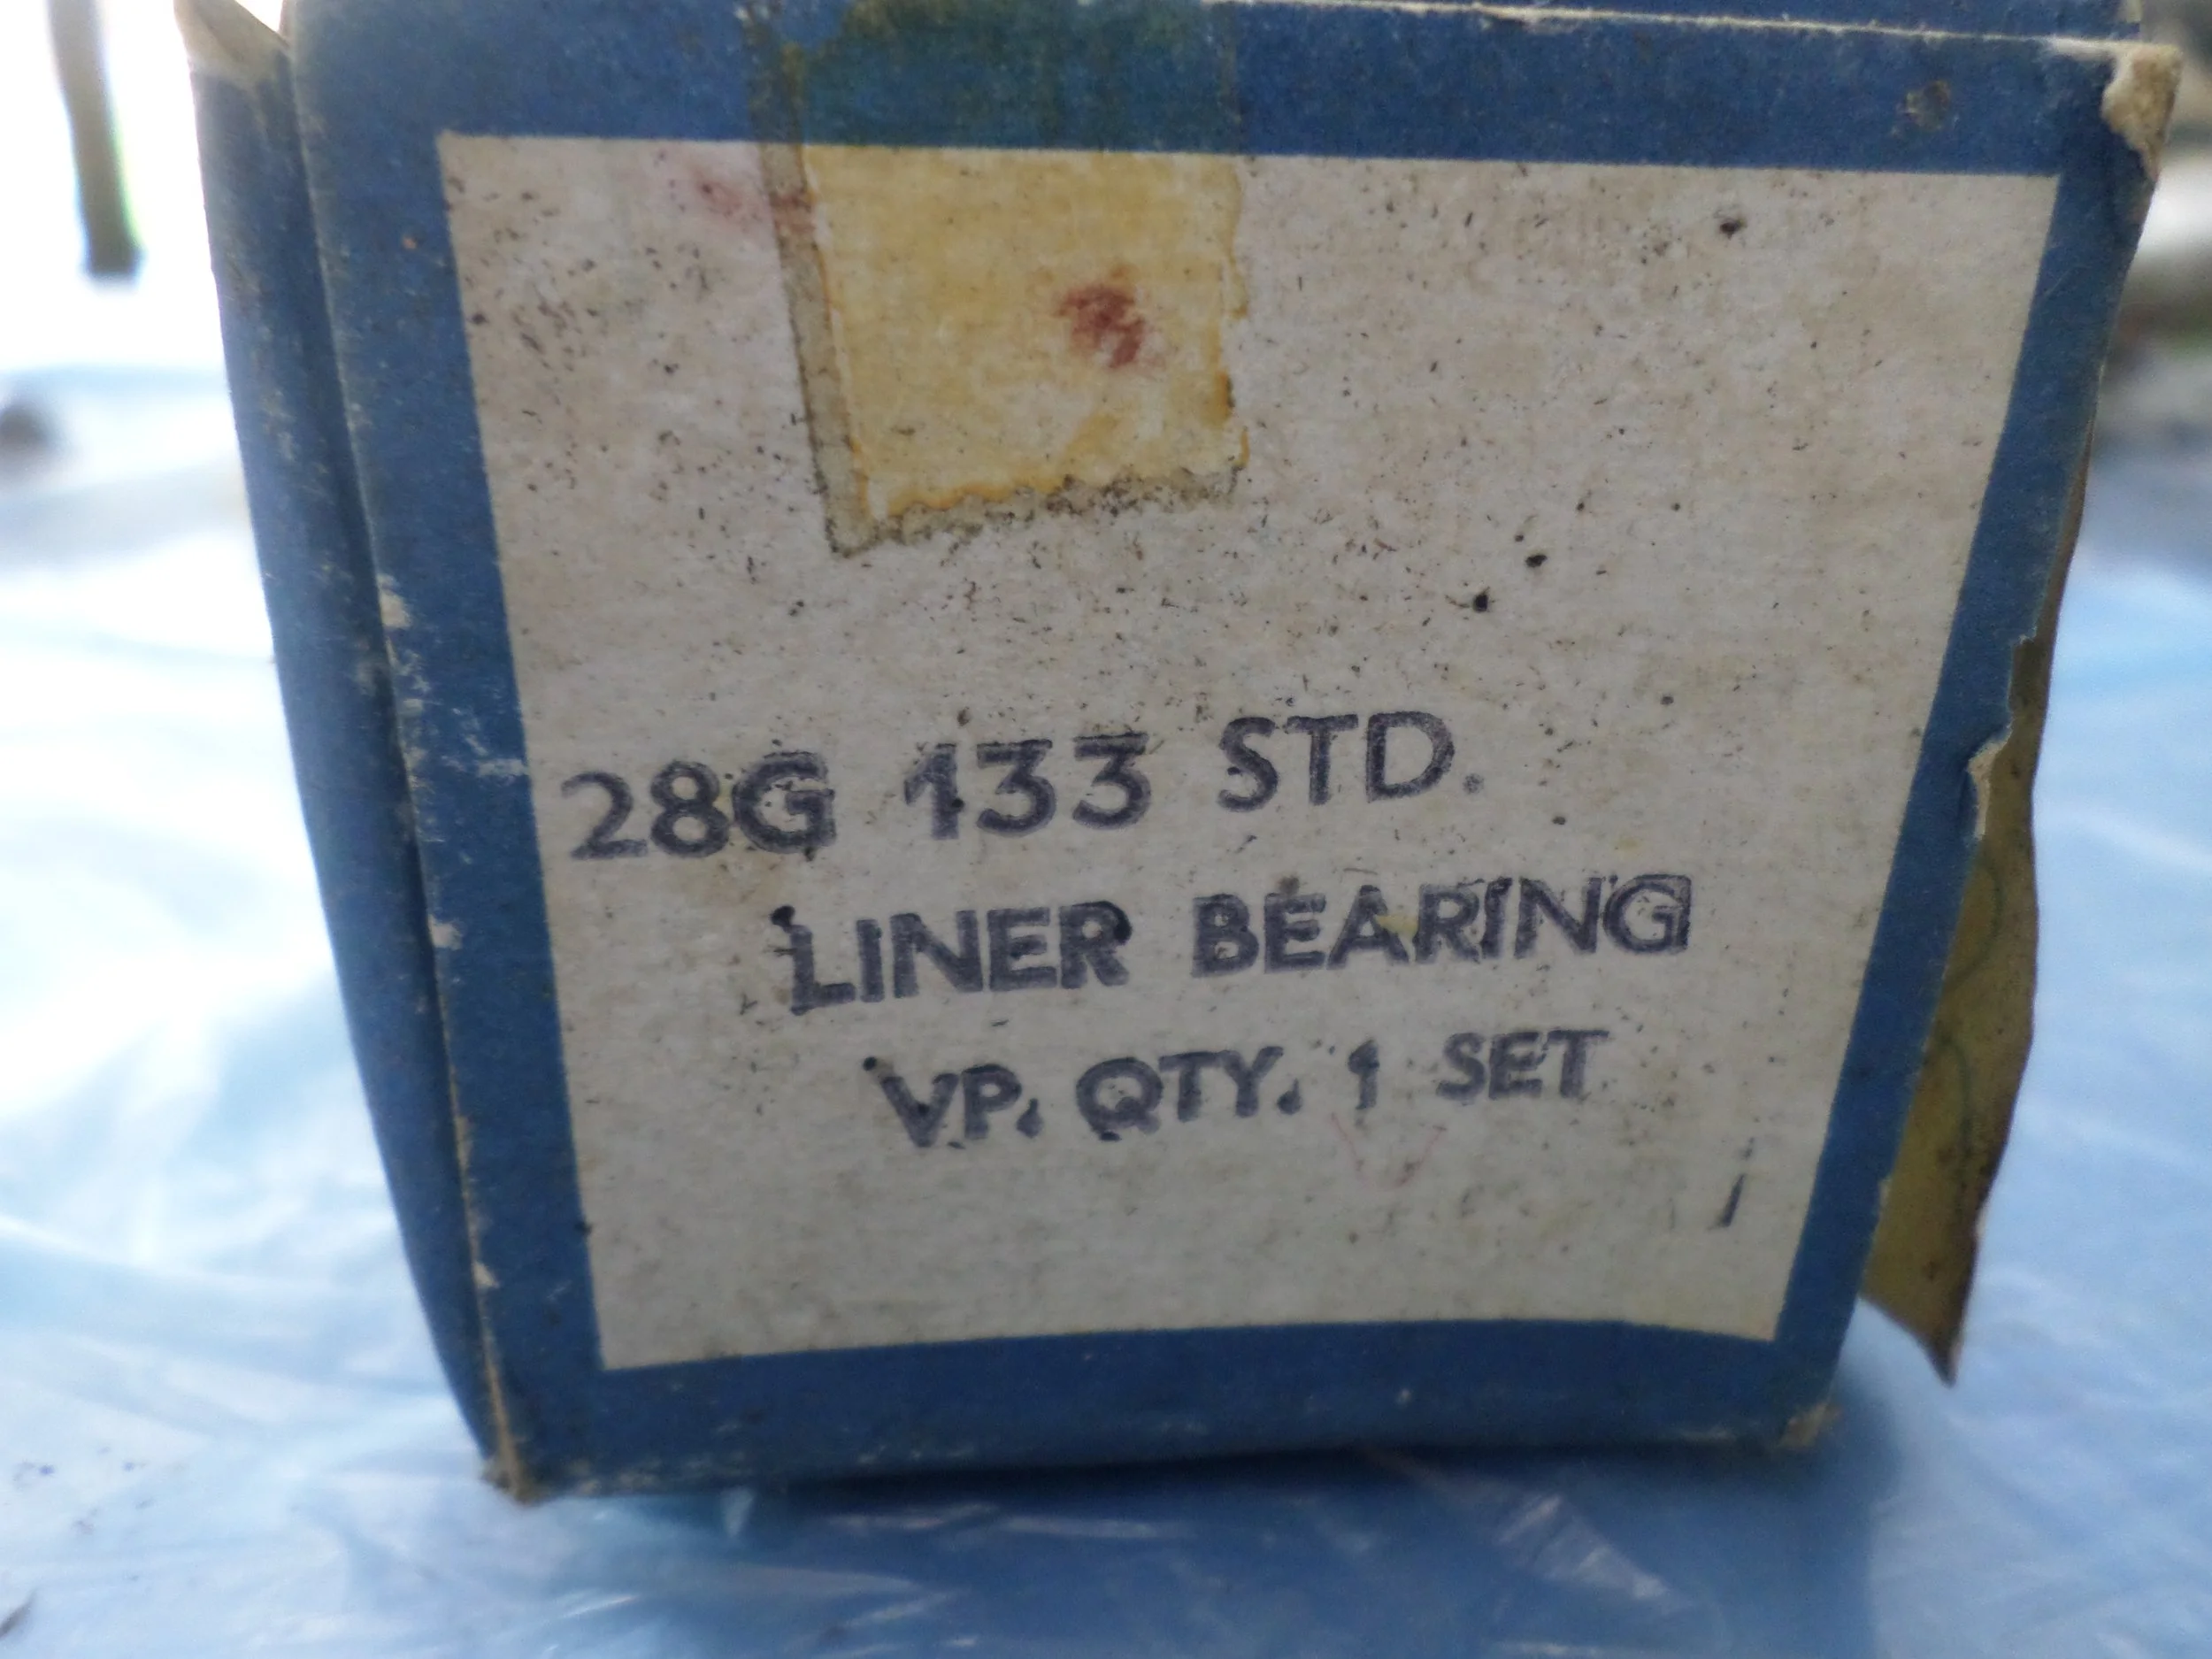 28G 133 STD.
LINER BEARING
VP. QTY. 1 SET